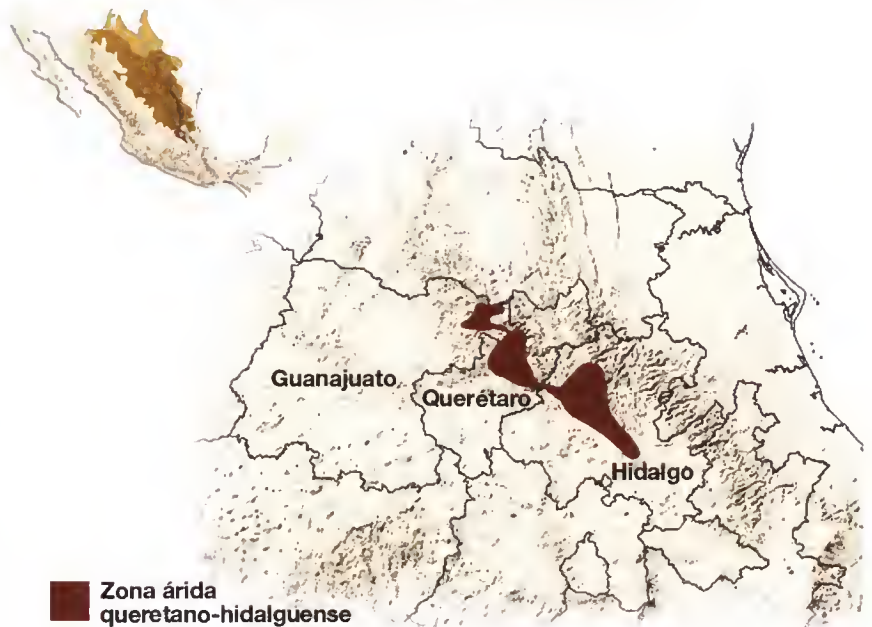 Guanajuato
Querétaro
Hidalgo
Zona árida
queretano-hidalguense